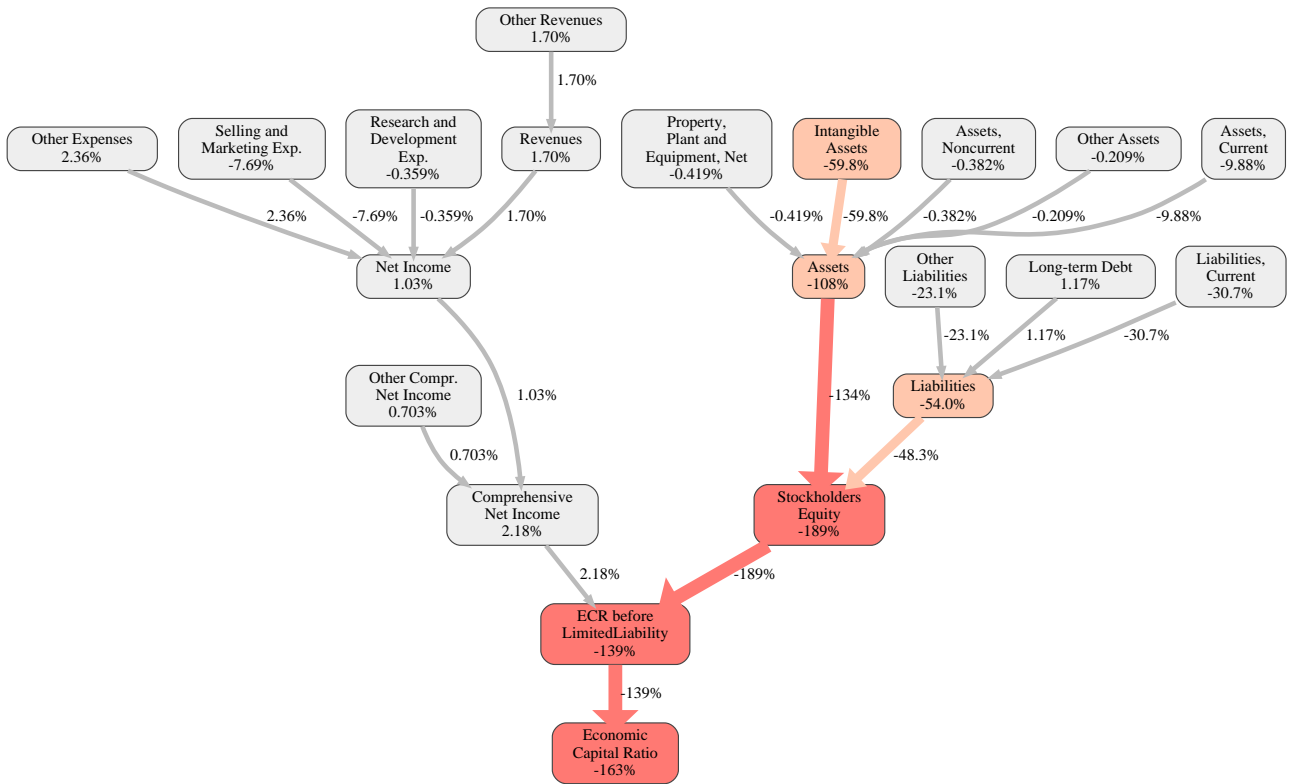 Other Revenues
1.70%
1.70%
Other Expenses
2.36%
Selling and
Marketing Exp.
-7.69%
Research and
Development
Exp.
-0.359%
Revenues
1.70%
Property,
Plant and
Equipment, Net
-0.419%
Intangible
Assets
-59.8%
Assets,
Noncurrent
-0.382%
Other Assets
-0.209%
Assets,
Current
-9.88%
2.36%
-7.69%
-0.359%
1.70%
-0.419%
-59.8%
-0.382%
-0.209%
-9.88%
Net Income
1.03%
Assets
-108%
Other
Liabilities
-23.1%
Long-term Debt
1.17%
Liabilities,
Current
-30.7%
-23.1%
1.17%
-30.7%
Other Compr.
Net Income
0.703%
1.03%
-134%
Liabilities
-54.0%
0.703%
-48.3%
Comprehensive
Net Income
2.18%
Stockholders
Equity
-189%
2.18%
-189%
ECR before
LimitedLiability
-139%
-139%
Economic
Capital Ratio
-163%